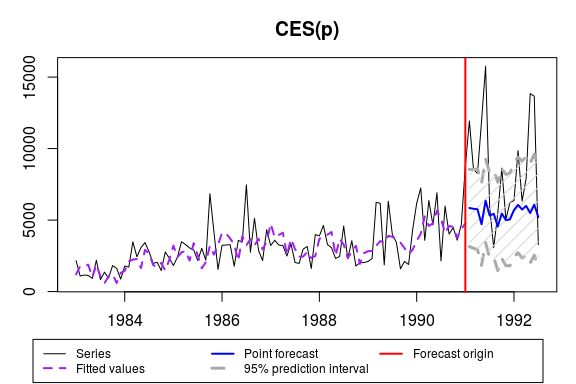 CES(p)
15000
10000
5000
0
1984 1986 1988 1990 1992
Series Point forecast Forecast origin
Fitted values 95% prediction interval